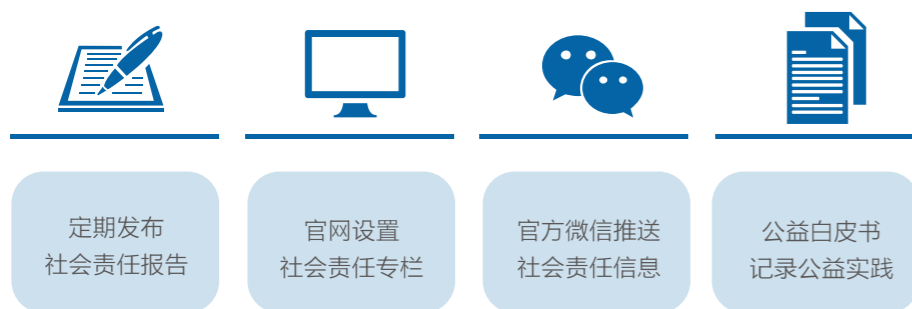 定期发布
社会责任报告
官网设置
社会责任专栏
官方微信推送
社会责任信息
公益白皮书
记录公益实践